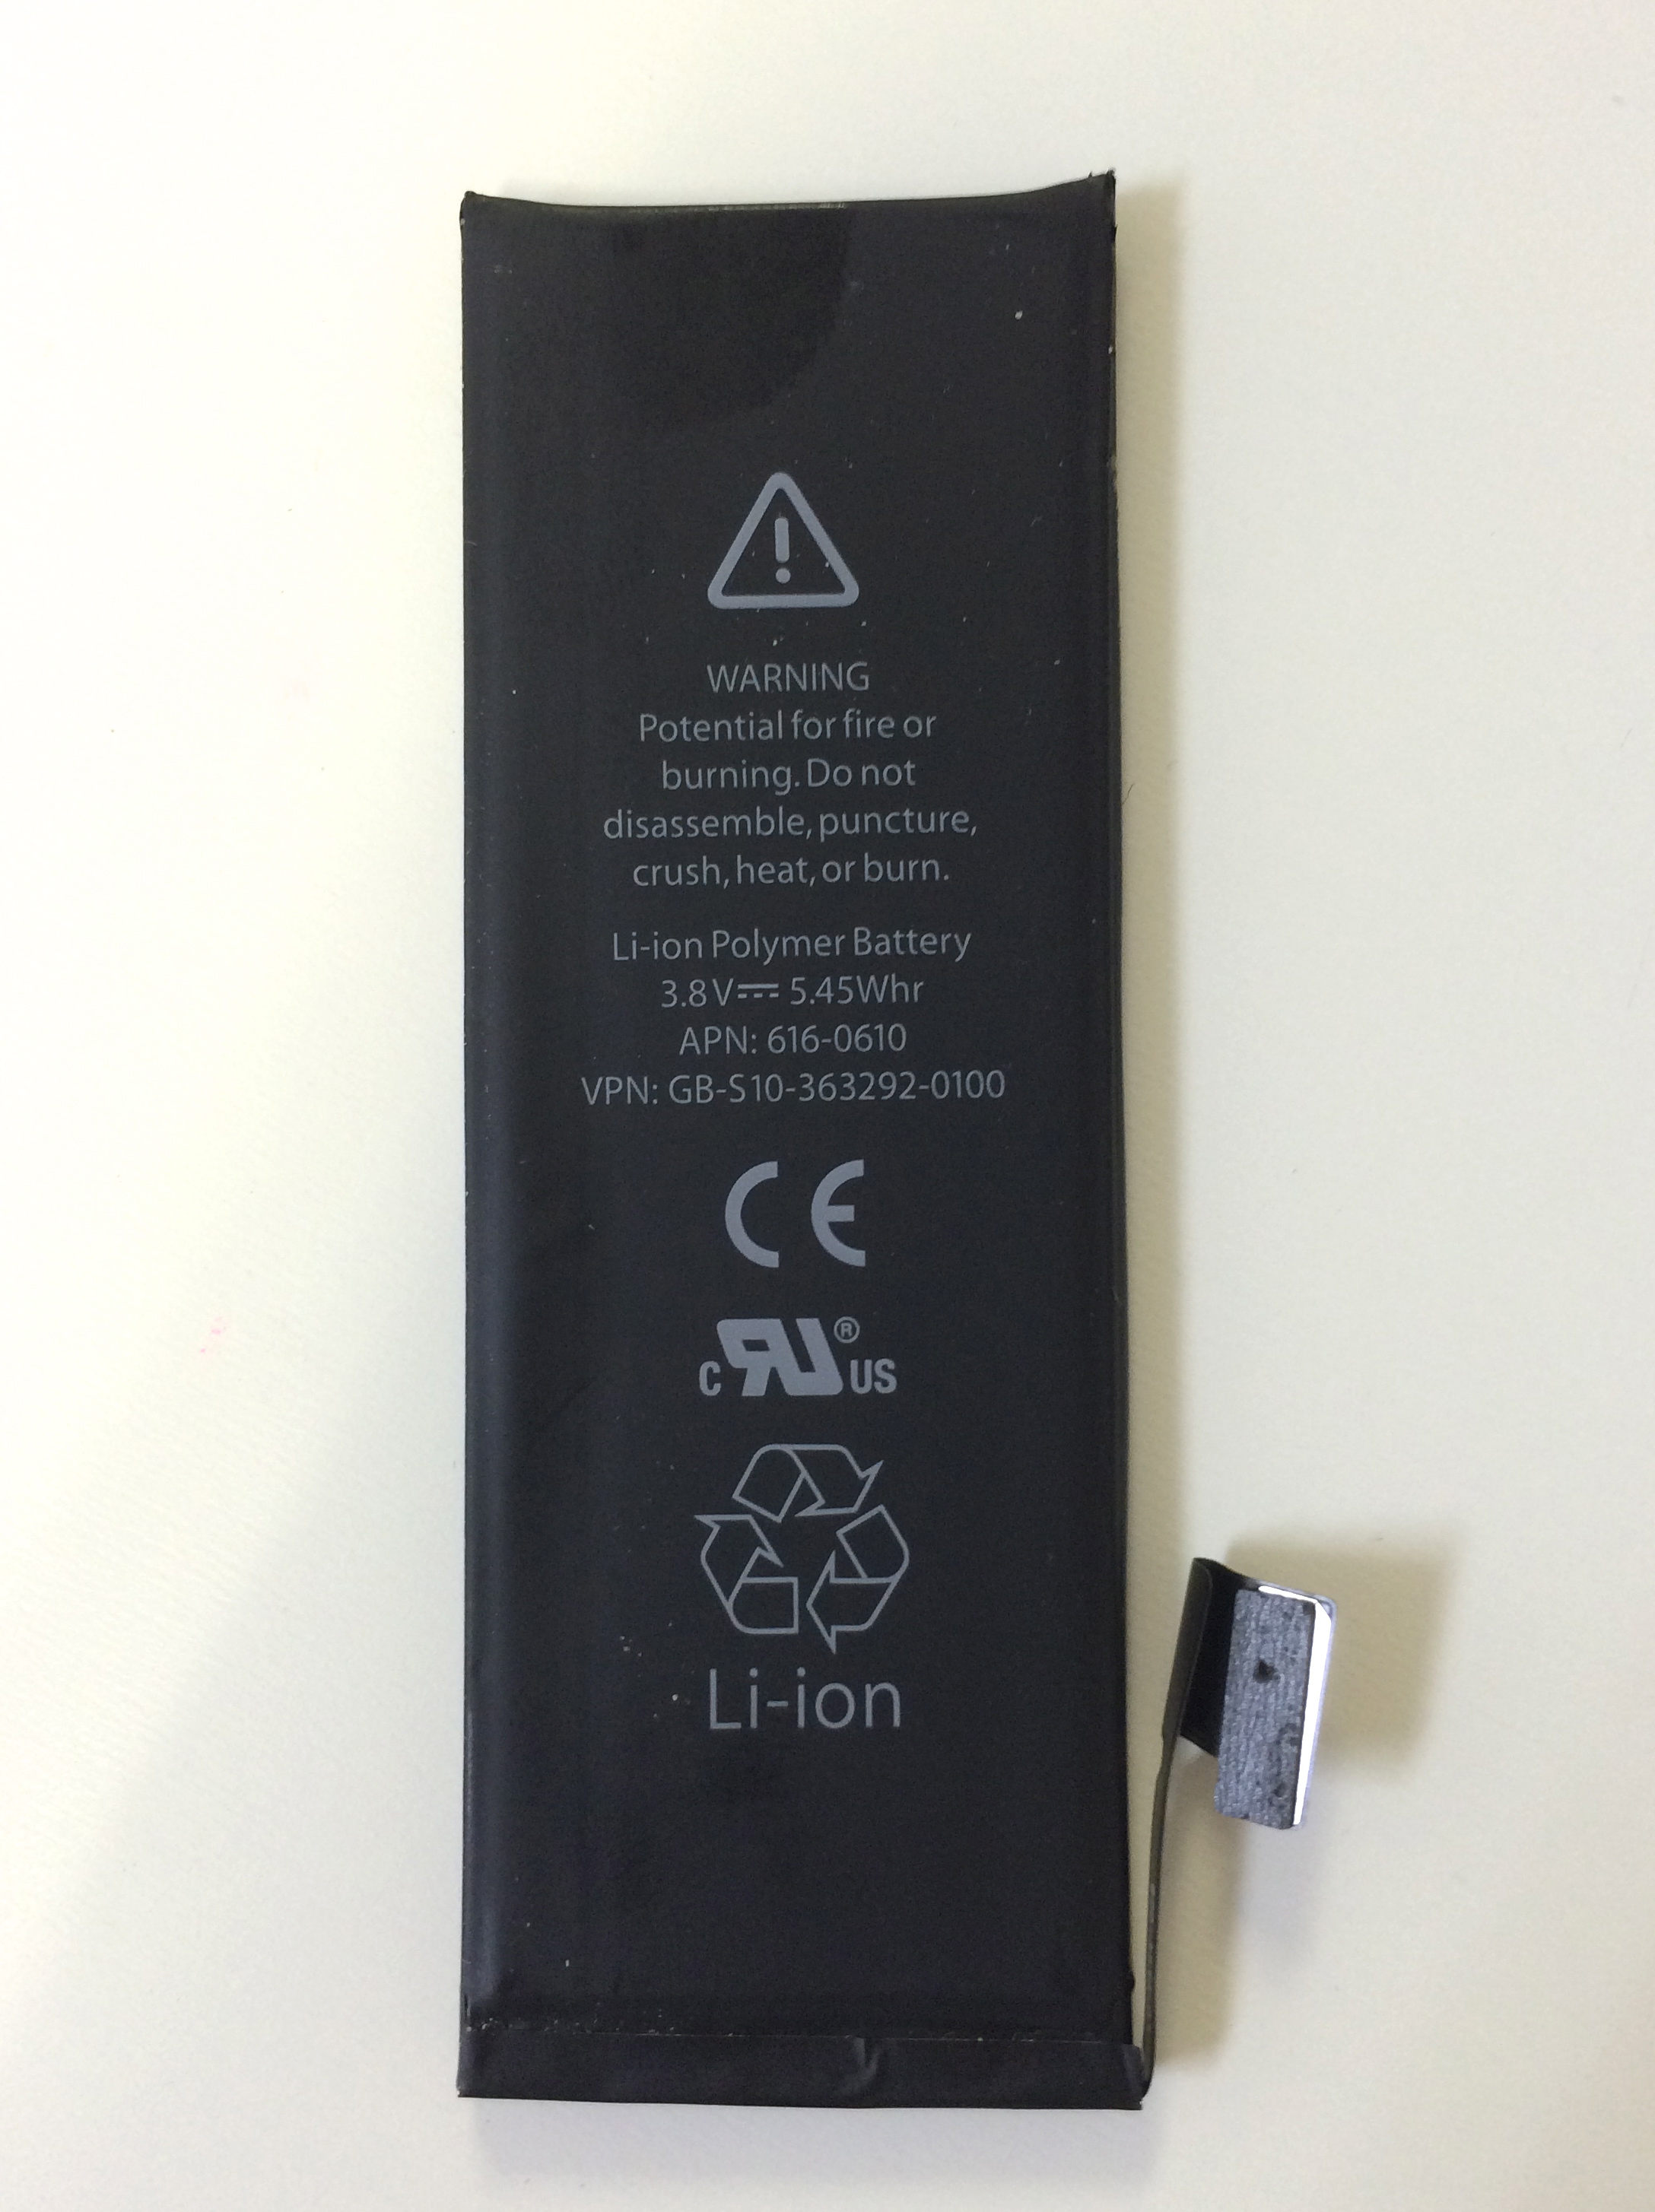 WARNING
Potential for fire or
burning. Do not
disassemble, puncture,
crush, heat, or burn.
Li-ion Polymer Battery
3.8V⎓ 5.45Whr
APN: 616-0610
VPN: GB-S10-363292-0100
CE
c RU® US
Li-ion